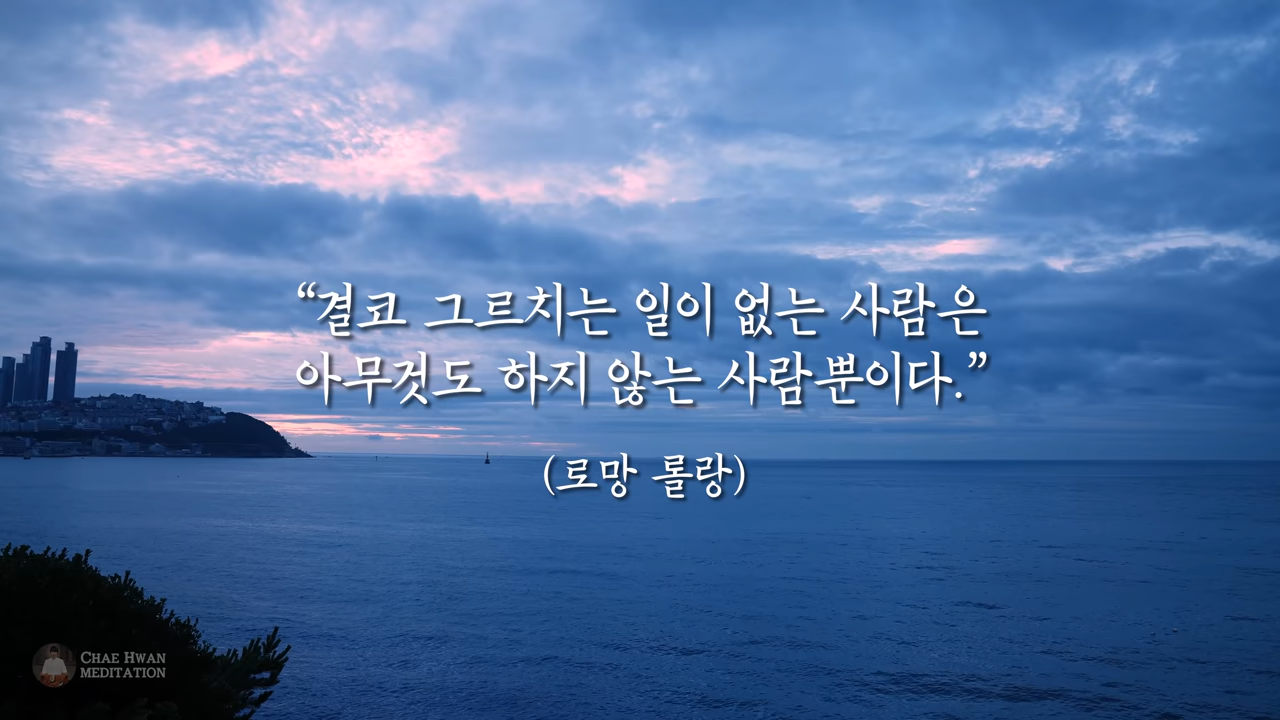 “결코 그르치는 일이 없는 사람은
아무것도 하지 않는 사람뿐이다.”
(로망 롤랑)
CHAE HWAN
MEDITATION